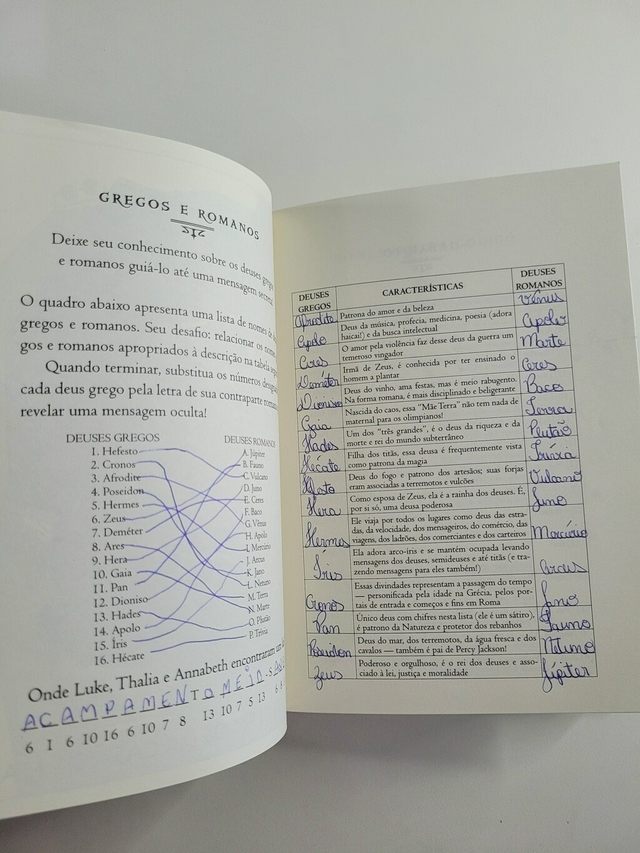 GREGOS E ROMANOS
Deixe seu conhecimento sobre os deuses gregos
e romanos guiá-lo até uma mensagem secreta
O quadro abaixo apresenta uma lista de nomes de
gregos e romanos. Seu desafio: relacionar os
gos e romanos apropriados à descrição na tabela
Quando terminar, substitua os números
cada deus grego pela letra de sua contraparte
revelar uma mensagem oculta!
DEUSES GREGOS DEUSES ROMANOS
1. Hefesto A. Júpiter
2. Cronos B. Fauno
3. Afrodite C. Vulcano
4. Poseidon D. Juno
5. Hermes E. Ceres
6. Zeus F. Baco
7. Deméter G. Vênus
8. Ares H. Apolo
9. Hera I. Mercúrio
10. Gaia J. Arcus
11. Pan K. Jano
12. Dioniso L. Netuno
13. Hades M. Terra
14. Apolo N. Marte
15. Íris O. Plutão
16. Hécate P. Trívia
Onde Luke, Thalia e Annabeth encontraram
ACAMPAMENTO MEIO-S
6 1 6 10 16 6 10 7 8 13 10 7 5 13
DEUSES GREGOS CARACTERÍSTICAS DEUSES ROMANOS
Afrodite Patrona do amor e da beleza Vênus
Apolo Deus da música, profecia, medicina, poesia (adora Apolo
haicai!) e da busca intelectual
Ares O amor pela violência faz desse deus da guerra um Marte
temeroso vingador
Deméter Irmã de Zeus, é conhecida por ter ensinado o Ceres
homem a plantar
Dioniso Deus do vinho, ama festas, mas é meio rabugento. Baco
Na forma romana, é mais disciplinado e beligerante
Gaia Nascida do caos, essa "Mãe Terra" não tem nada de Terra
maternal para os olimpianos!
Hades Um dos "três grandes", é o deus da riqueza e da Plutão
morte e rei do mundo subterrâneo
Hécate Filha dos titãs, essa deusa é frequentemente vista Trívia
como patrona da magia
Deus do fogo e patrono dos artesãos; suas forjas Vulcano
eram associadas a terremotos e vulcões
Hera Como esposa de Zeus, ela é a rainha dos deuses. E, Juno
por si só, uma deusa poderosa
Hermes Ele viaja por todos os lugares como deus das estra- Mercúrio
das, da velocidade, dos mensageiros, do comércio, das
viagens, dos ladrões, dos comerciantes e dos carteiros
Íris Ela adora arco-íris e se mantém ocupada levando Arcus
mensagens dos deuses, semideuses e até titãs (e tra-
zendo mensagens para eles também!)
Cronos Essas divindades representam a passagem do tempo Jano
— personificada pela idade na Grécia, pelos por-
tais de entrada e começos e fins em Roma
Pan Único deus com chifres nesta lista (ele é um sátiro), Fauno
é patrono da Natureza e protetor dos rebanhos
Poseidon Deus do mar, dos terremotos, da água fresca e dos Netuno
cavalos — também é pai de Percy Jackson!
Zeus Poderoso e orgulhoso, é o rei dos deuses e asso- Júpiter
ciado à lei, justiça e moralidade